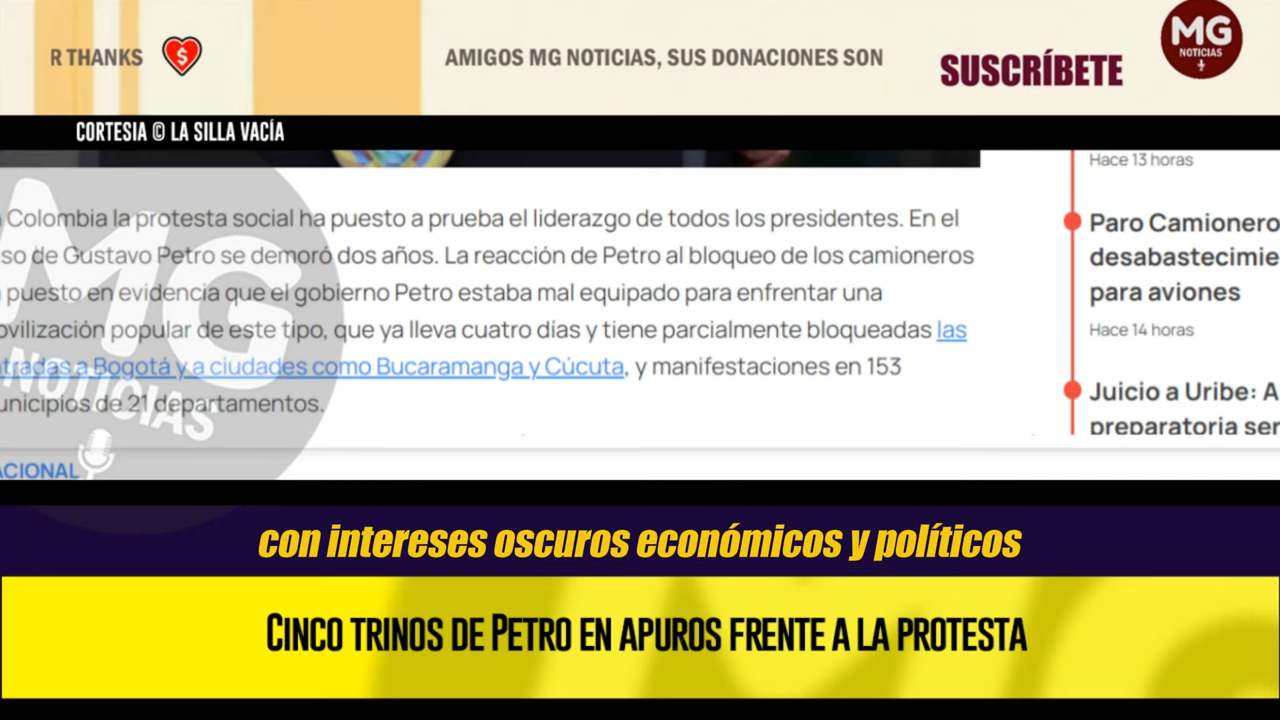 R THANKS
AMIGOS MG NOTICIAS, SUS DONACIONES SON
SUSCRÍBETE
MG
NOTICIAS
CORTESIA © LA SILLA VACÍA
Colombia la protesta social ha puesto a prueba el liderazgo de todos los presidentes. En el
so de Gustavo Petro se demoró dos años. La reacción de Petro al bloqueo de los camioneros
puesto en evidencia que el gobierno Petro estaba mal equipado para enfrentar una
ovilización popular de este tipo, que ya lleva cuatro días y tiene parcialmente bloqueadas las
ntradas a Bogotá y a ciudades como Bucaramanga y Cúcuta, y manifestaciones en 153
unicipios de 21 departamentos.
ACIONAL
Hace 13 horas
Paro Camionero
desabastecimie
para aviones
Hace 14 horas
Juicio a Uribe: A
preparatoria ser
MG
NOTICIAS
con intereses oscuros económicos y políticos
CINCO TRINOS DE PETRO EN APUROS FRENTE A LA PROTESTA